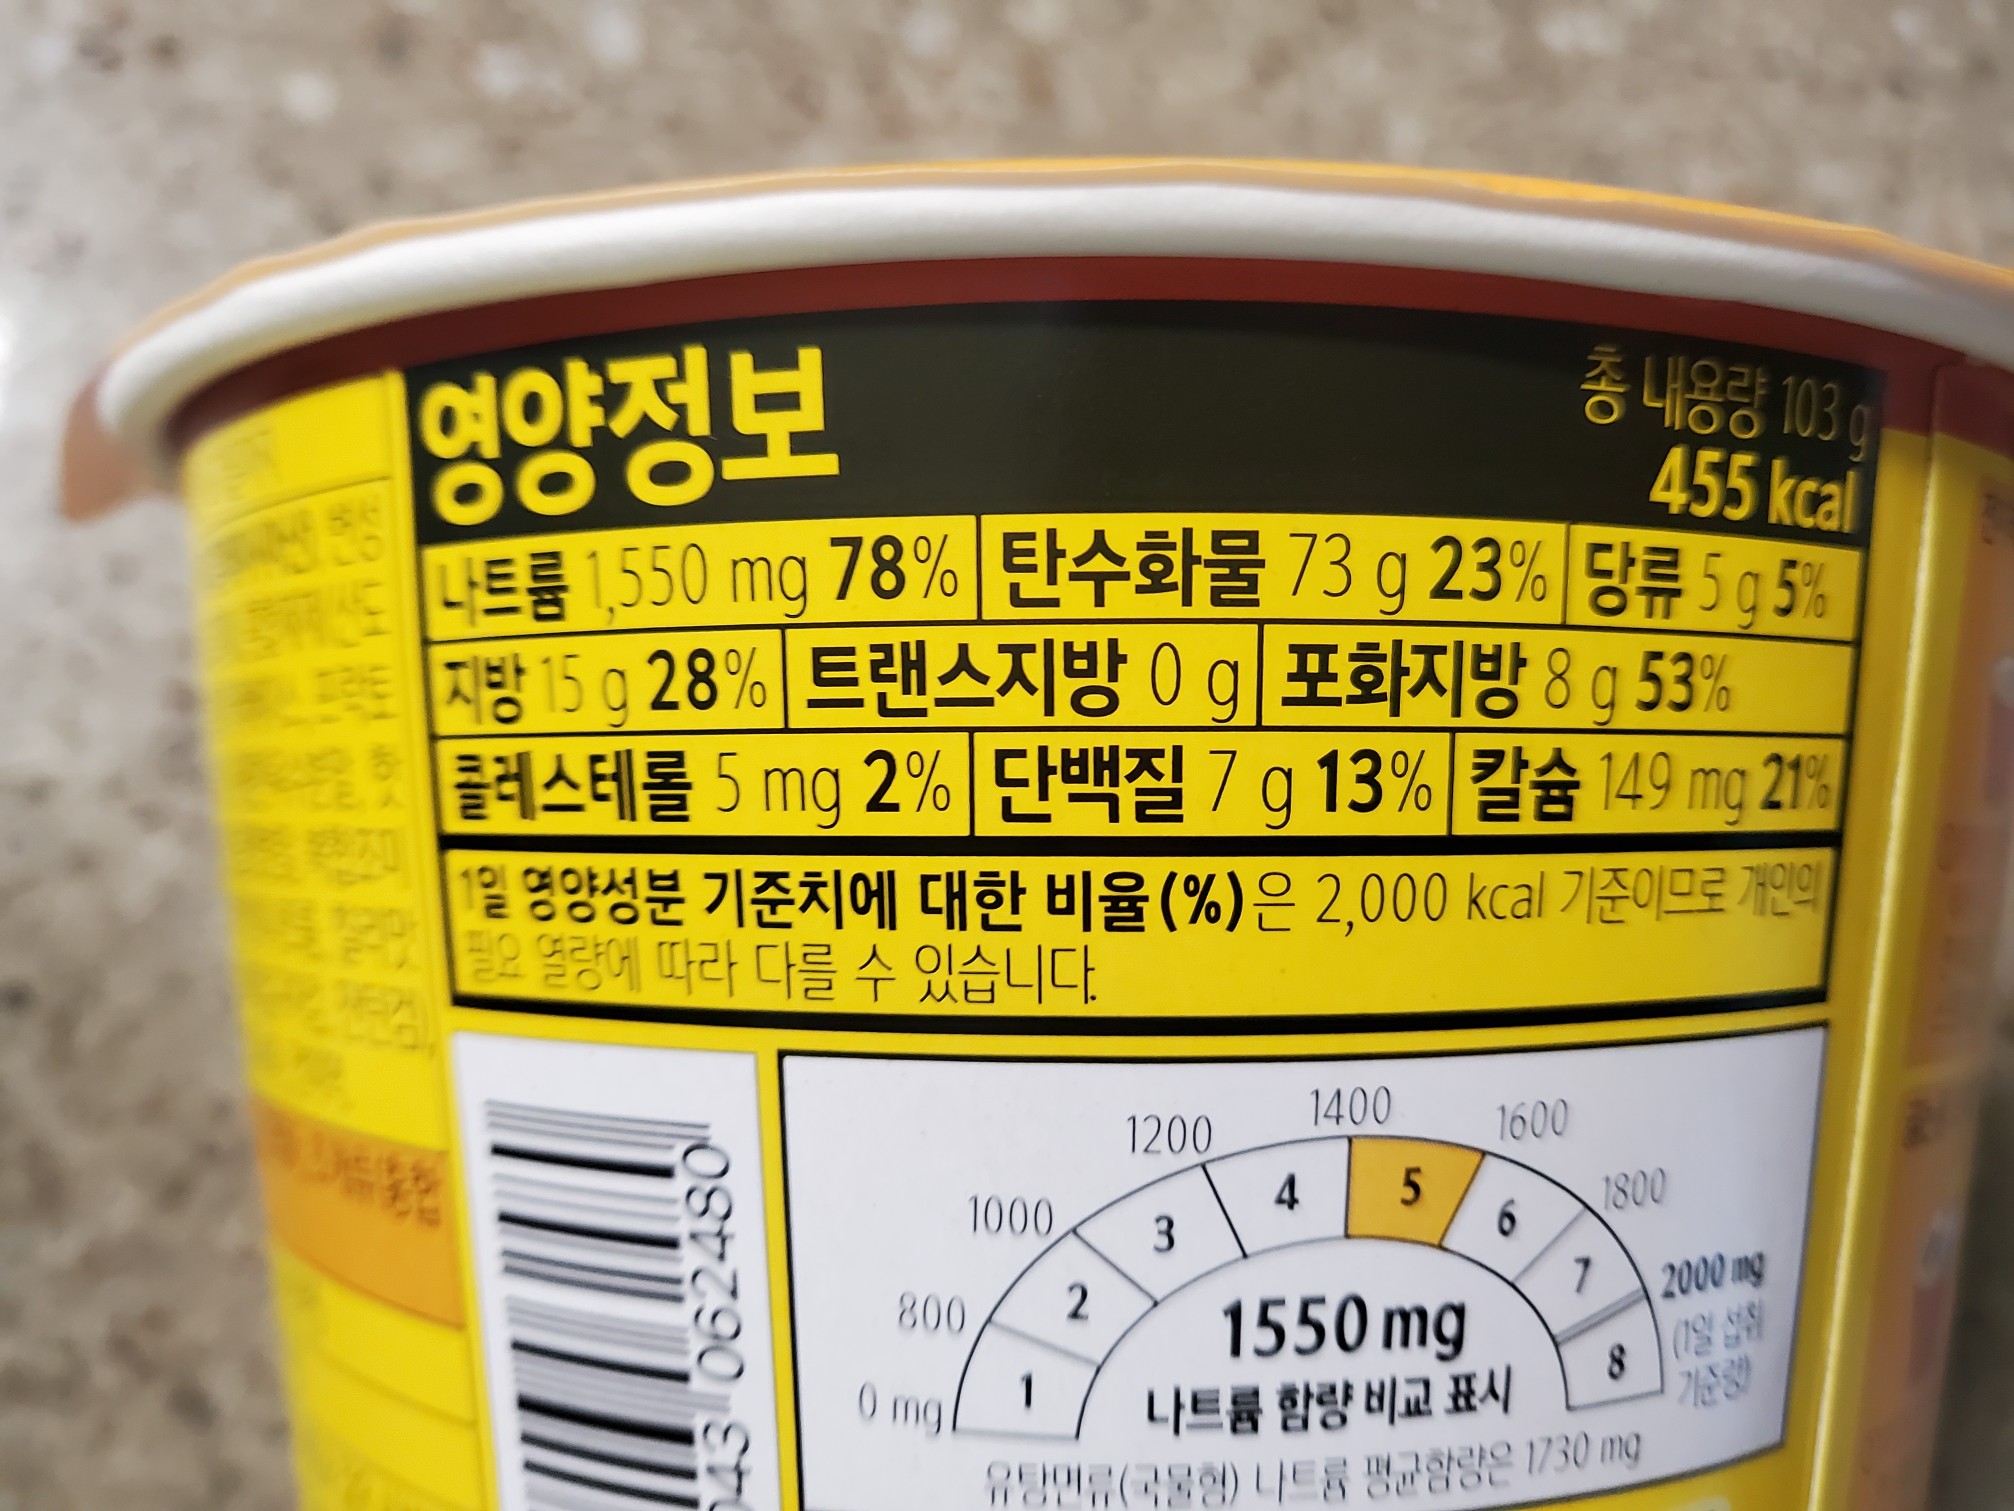 영양정보
총 내용량 103 g
455 kcal
나트륨 1,550 mg 78% 탄수화물 73 g 23% 당류 5 g 5%
지방 15 g 28% 트랜스지방 0 g 포화지방 8 g 53%
콜레스테롤 5 mg 2% 단백질 7 g 13% 칼슘 149 mg 21%
1일 영양성분 기준치에 대한 비율(%)은 2,000 kcal 기준이므로 개인의
필요 열량에 따라 다를 수 있습니다.
0 mg 800 1000 1200 1400 1600 1800 2000 mg
(1일 섭취
기준량)
1 2 3 4 5 6 7 8
1550 mg
나트륨 함량 비교 표시
유탕면류(국물형) 나트륨 평균함량은 1730 mg
043 062480